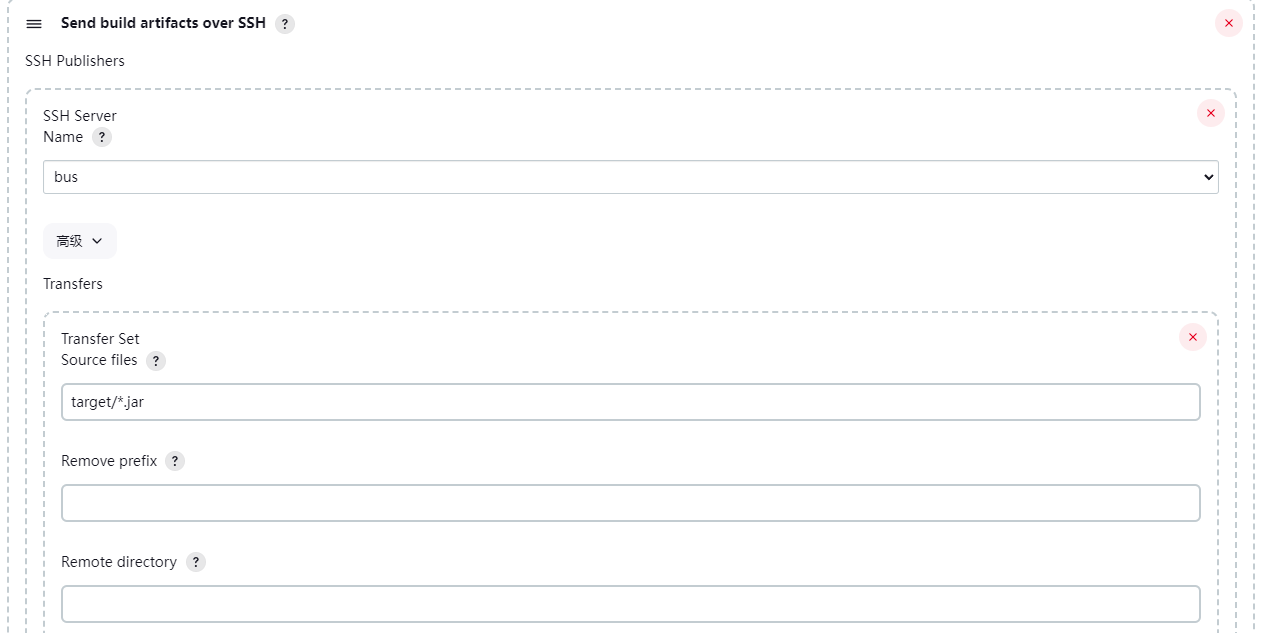 Send build artifacts over SSH ?
SSH Publishers
SSH Server
Name ?
bus
高级
Transfers
Transfer Set
Source files ?
target/*.jar
Remove prefix ?
Remote directory ?